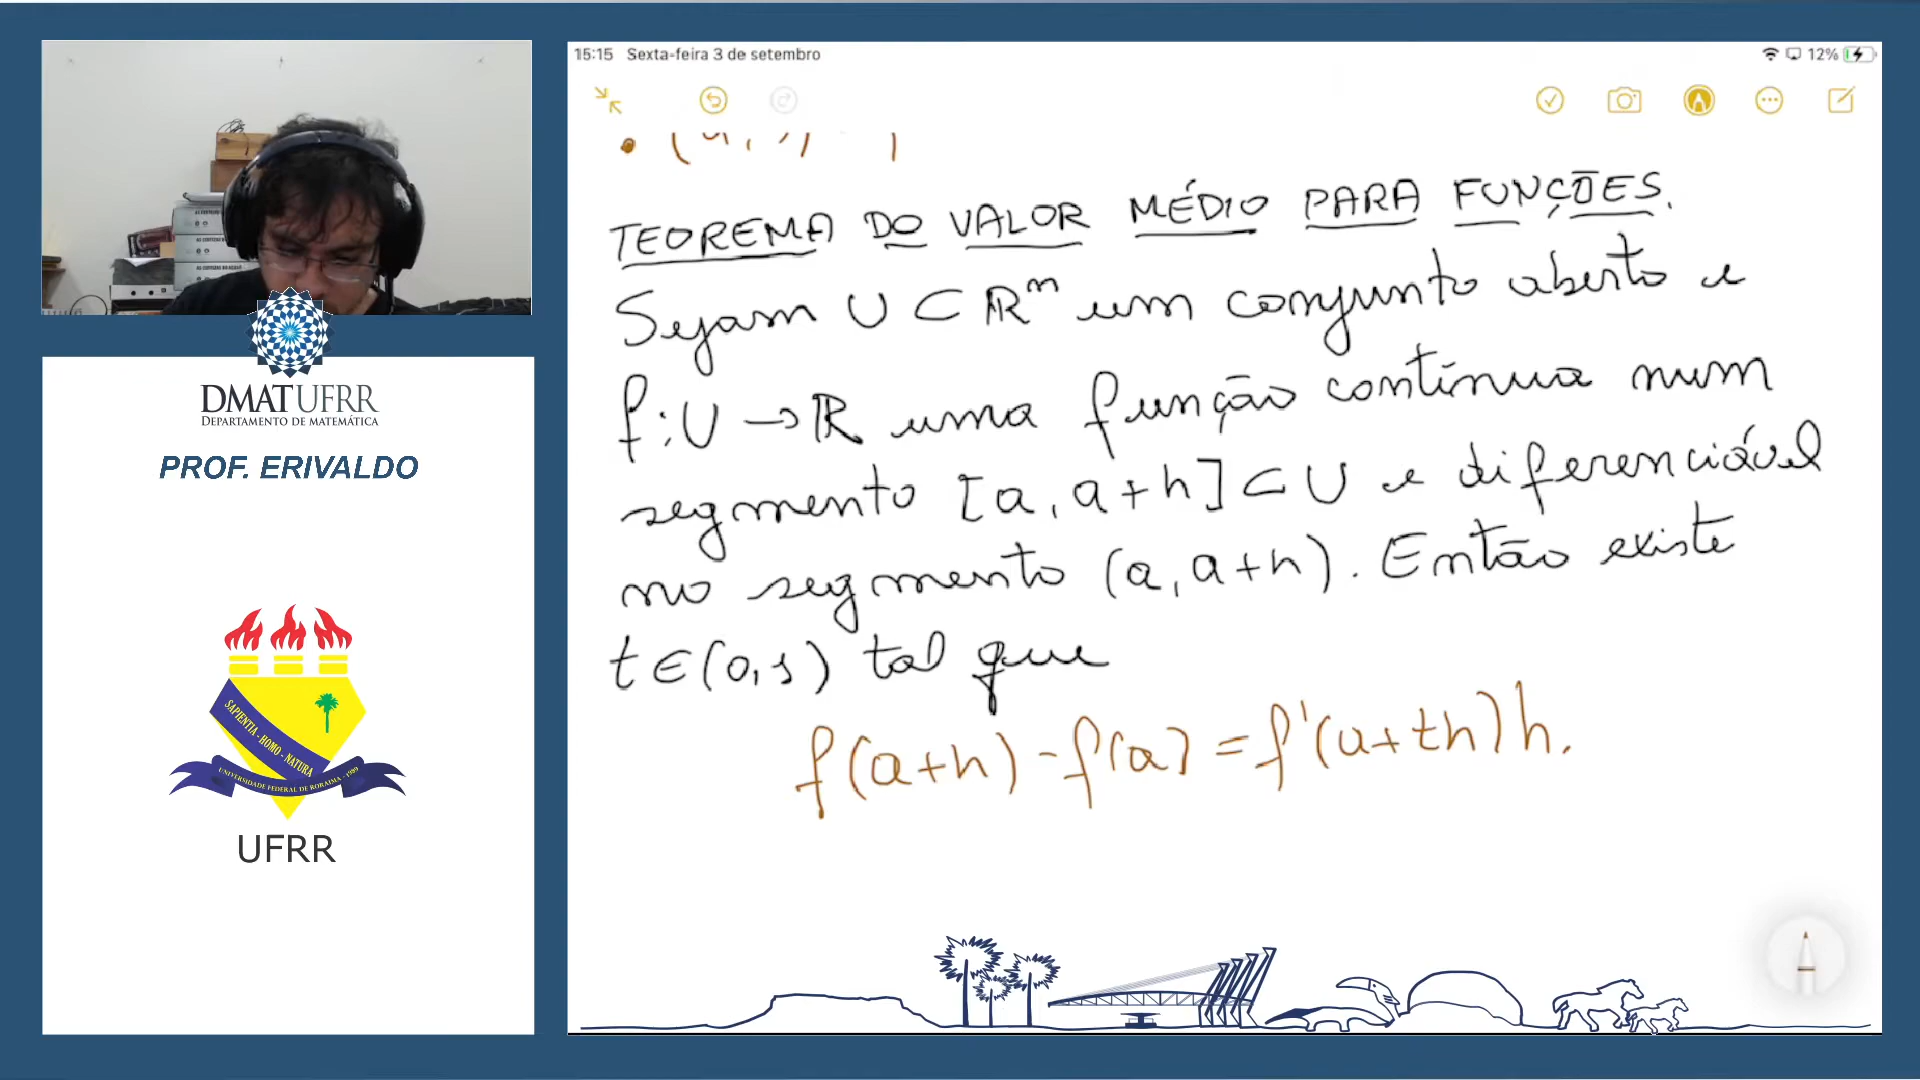 15:15 Sexta-feira 3 de setembro
12%
TEOREMA DO VALOR MÉDIO PARA FUNÇÕES.
Sejam U ⊂ ℝⁿ um conjunto aberto e
f: U → ℝ uma função contínua num
segmento [a, a+h] ⊂ U e diferenciável
no segmento (a, a+h). Então existe
t ∈ (0,1) tal que
f(a+h) - f(a) = f'(a+th)h.
DMATUFRR
DEPARTAMENTO DE MATEMÁTICA
PROF. ERIVALDO
SAPIENTIA - HOMO - NATURA
UNIVERSIDADE FEDERAL DE RORAIMA - 1989
UFRR